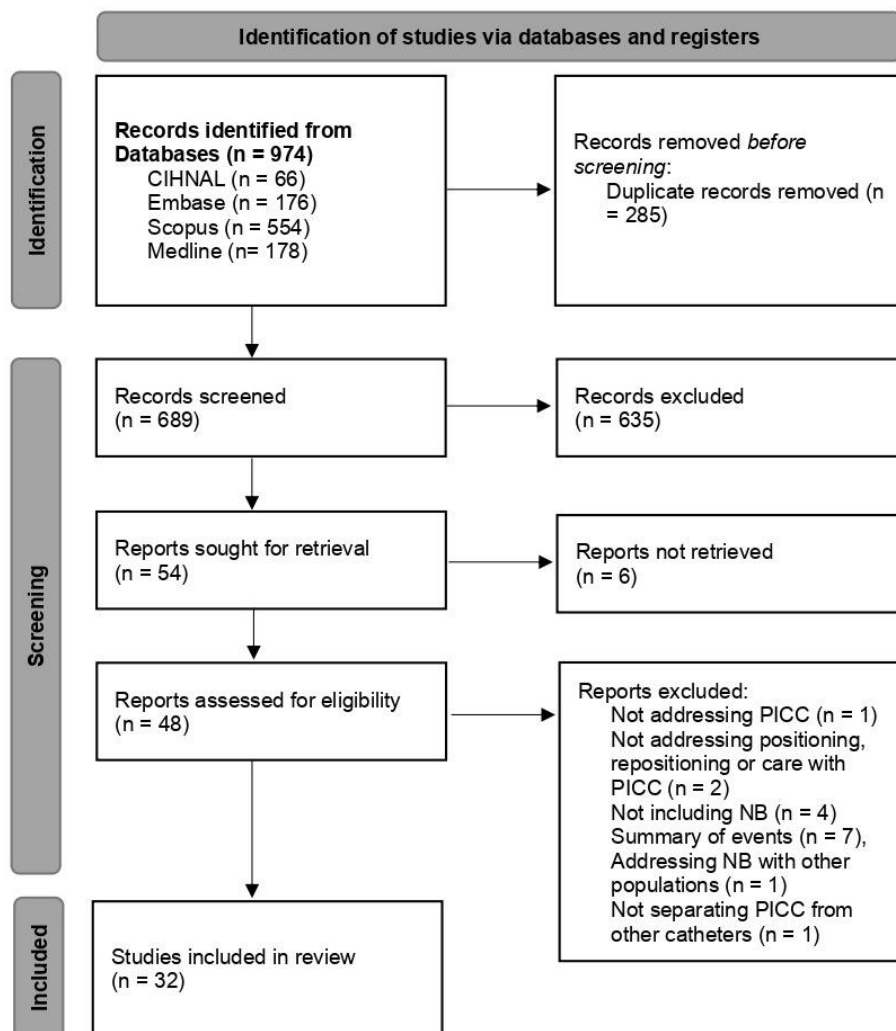 Identification of studies via databases and registers
Identification
Records identified from
Databases (n = 974)
CIHNAL (n = 66)
Embase (n = 176)
Scopus (n = 554)
Medline (n= 178)
Records removed before
screening:
Duplicate records removed (n
= 285)
Screening
Records screened
(n = 689)
Records excluded
(n = 635)
Reports sought for retrieval
(n = 54)
Reports not retrieved
(n = 6)
Reports assessed for eligibility
(n = 48)
Reports excluded:
Not addressing PICC (n = 1)
Not addressing positioning,
repositioning or care with
PICC (n = 2)
Not including NB (n = 4)
Summary of events (n = 7),
Addressing NB with other
populations (n = 1)
Not separating PICC from
other catheters (n = 1)
Included
Studies included in review
(n = 32)